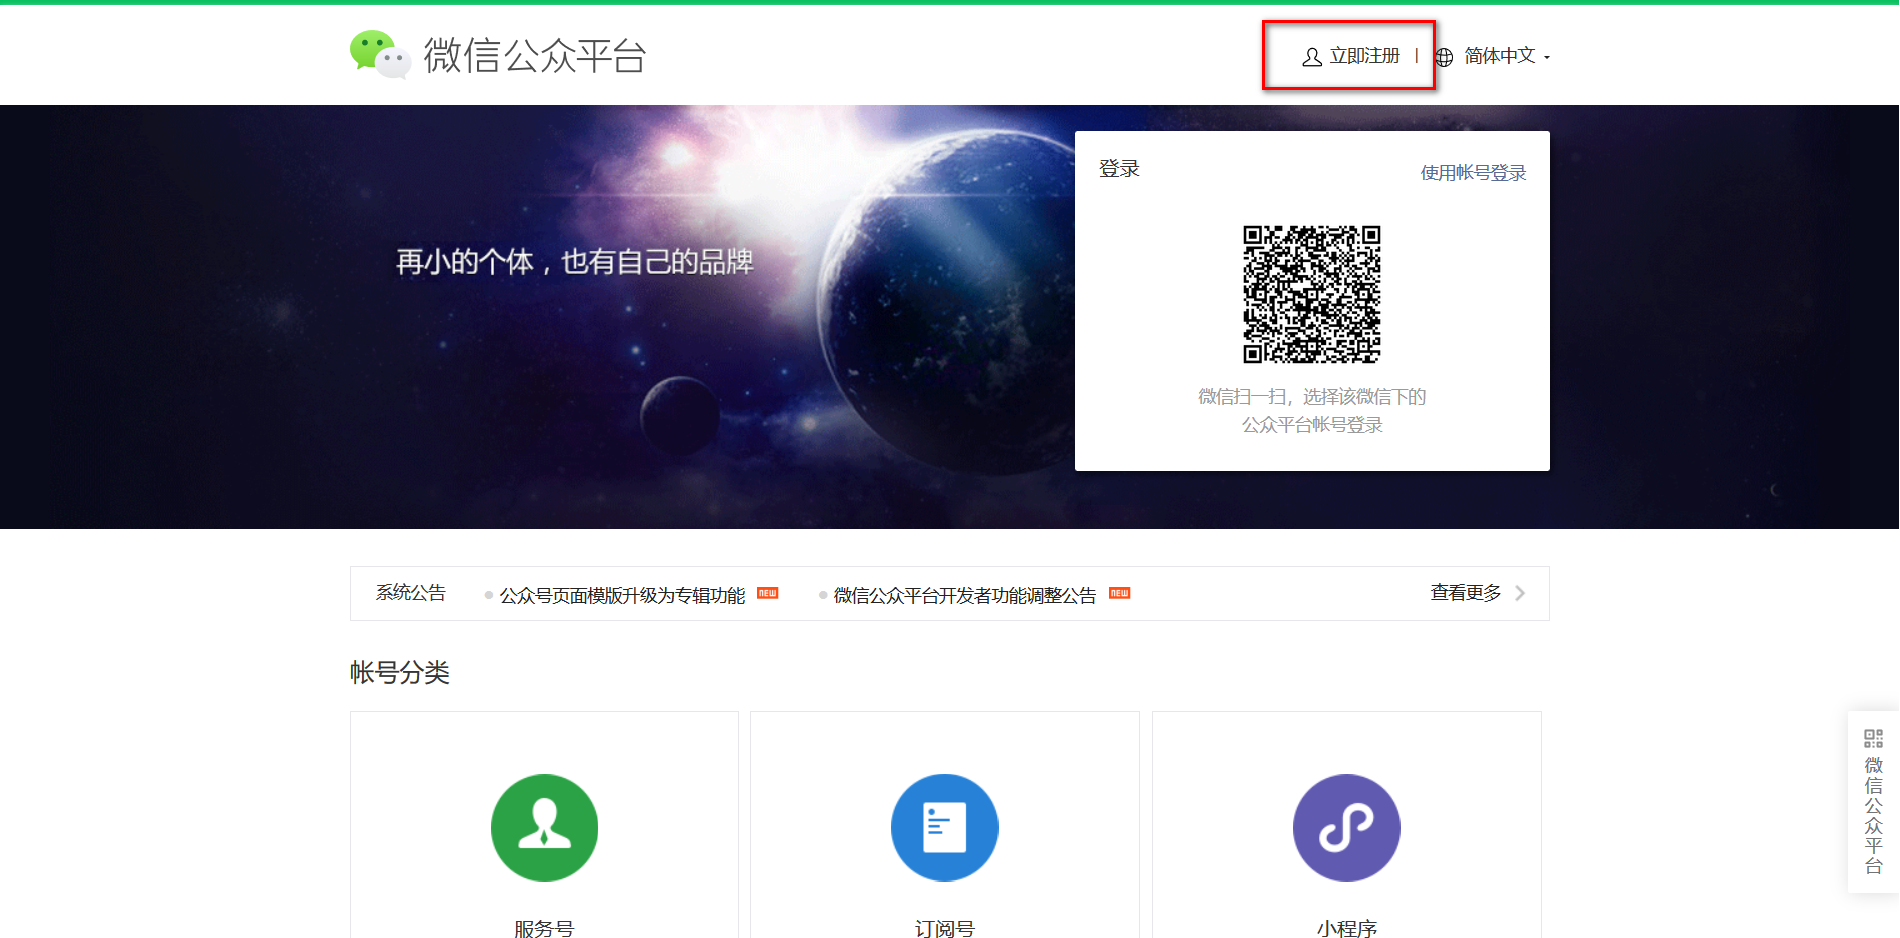 微信公众平台
立即注册 | 简体中文
登录
使用帐号登录
再小的个体，也有自己的品牌
微信扫一扫，选择该微信下的
公众平台帐号登录
系统公告 公众号页面模版升级为专辑功能 NEW 微信公众平台开发者功能调整公告 NEW 查看更多
帐号分类
服务号 订阅号 小程序
微信公众平台